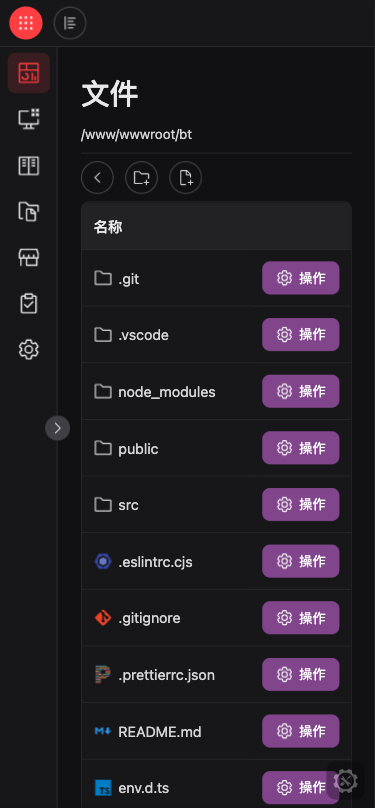 文件
/www/wwwroot/bt
名称
.git 操作
.vscode 操作
node_modules 操作
public 操作
src 操作
.eslintrc.cjs 操作
.gitignore 操作
.prettierrc.json 操作
README.md 操作
env.d.ts 操作